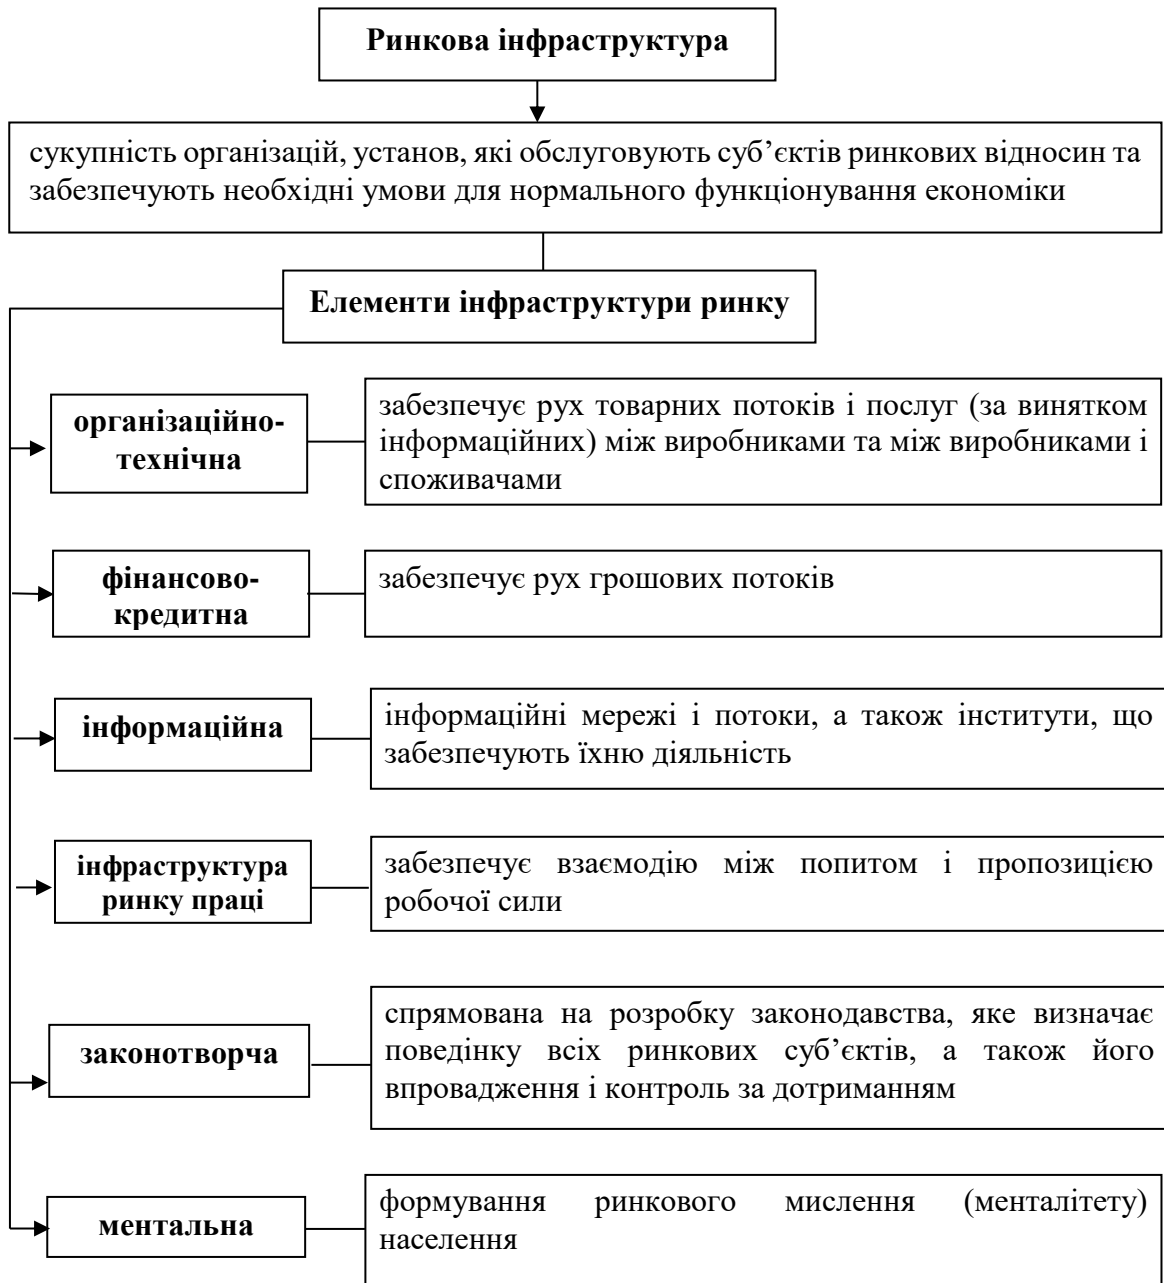 Ринкова інфраструктура
сукупність організацій, установ, які обслуговують суб’єктів ринкових відносин та
забезпечують необхідні умови для нормального функціонування економіки
Елементи інфраструктури ринку
організаційно-
технічна
забезпечує рух товарних потоків і послуг (за винятком
інформаційних) між виробниками та між виробниками і
споживачами
фінансово-
кредитна
забезпечує рух грошових потоків
інформаційна
інформаційні мережі і потоки, а також інститути, що
забезпечують їхню діяльність
інфраструктура
ринку праці
забезпечує взаємодію між попитом і пропозицією
робочої сили
законотворча
спрямована на розробку законодавства, яке визначає
поведінку всіх ринкових суб’єктів, а також його
впровадження і контроль за дотриманням
ментальна
формування ринкового мислення (менталітету)
населення